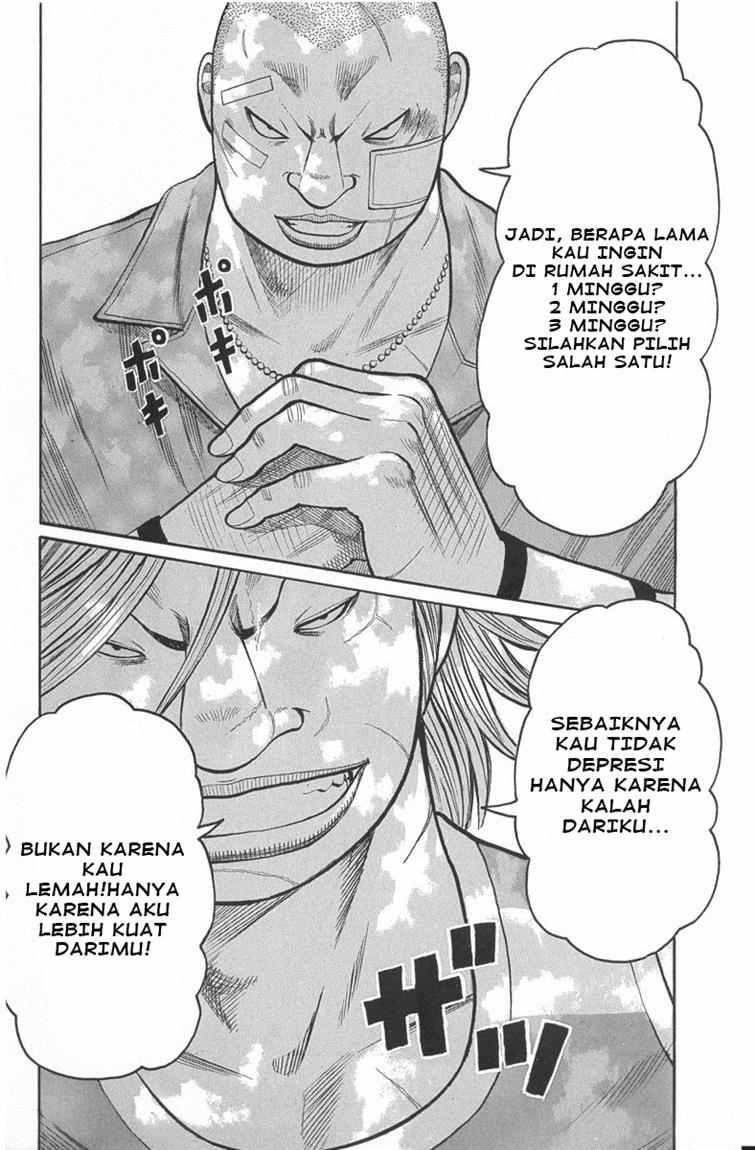 JADI, BERAPA LAMA
KAU INGIN
DI RUMAH SAKIT...
1 MINGGU?
2 MINGGU?
3 MINGGU?
SILAHKAN PILIH
SALAH SATU!
ポキ
ポキ
SEBAIKNYA
KAU TIDAK
DEPRESI
HANYA KARENA
KALAH
DARIKU...
BUKAN KARENA
KAU
LEMAH!HANYA
KARENA AKU
LEBIH KUAT
DARIMU!
ザッ